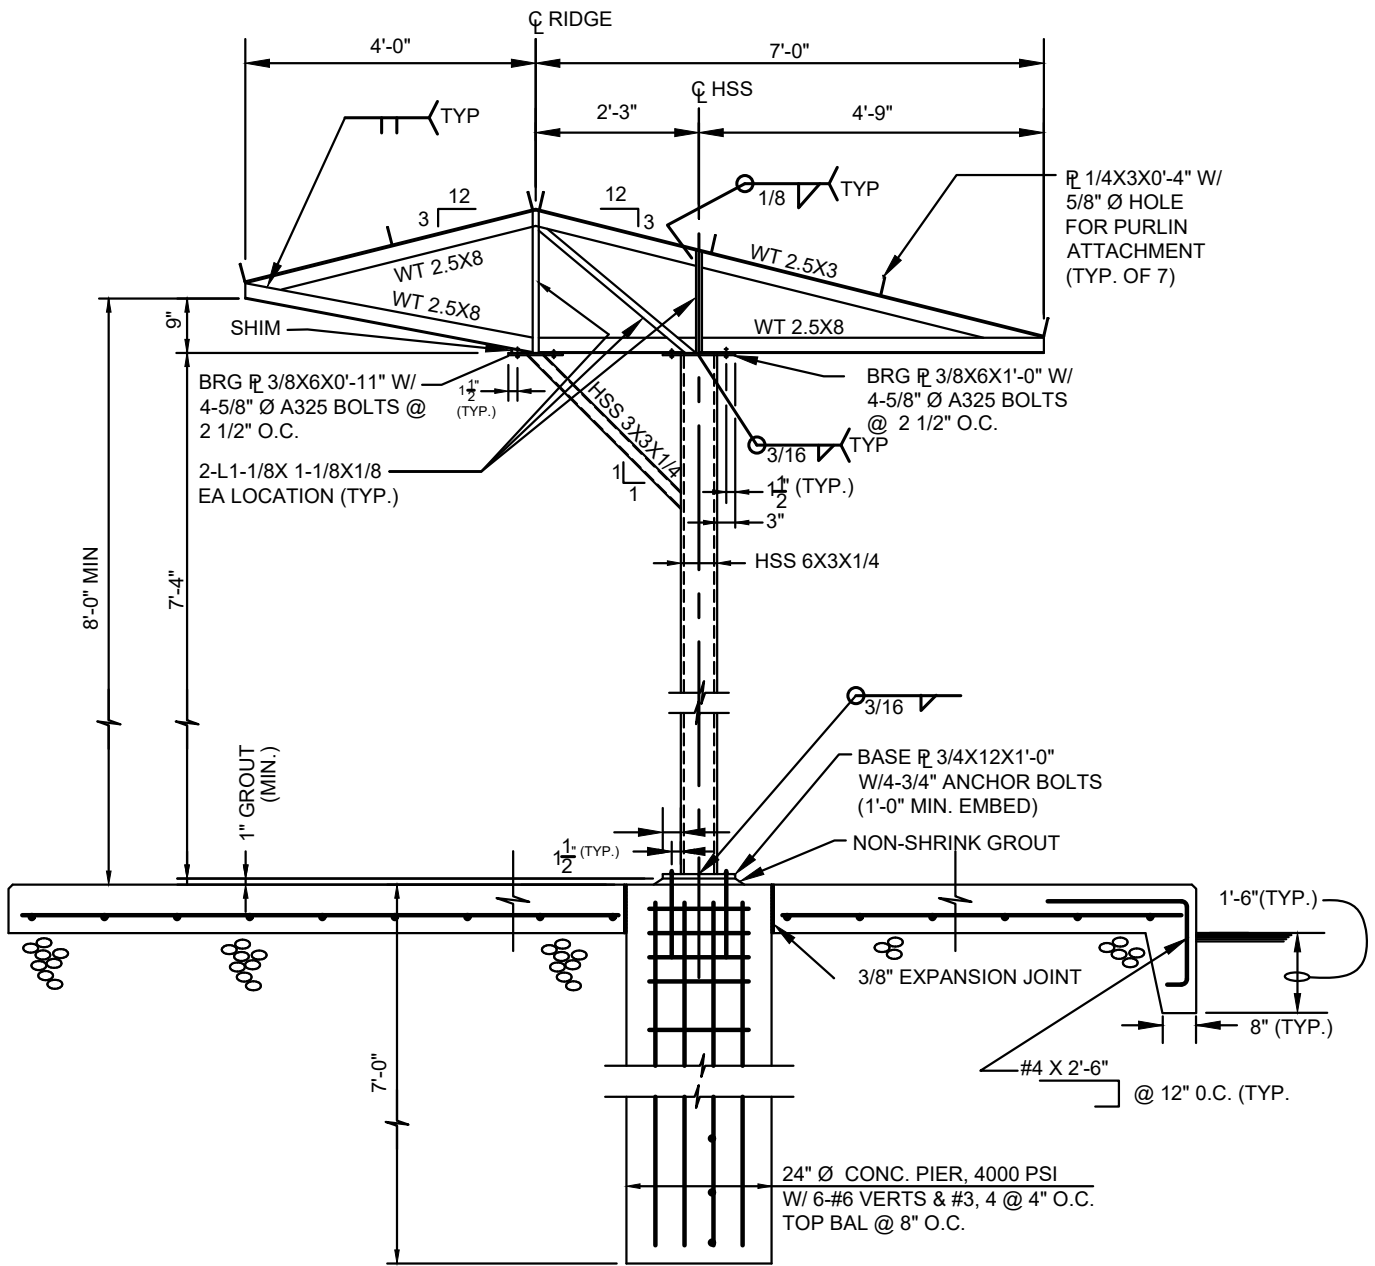 ℄ RIDGE
4'-0"
7'-0"
℄ HSS
2'-3"
4'-9"
TYP
1/8
TYP
℄ 1/4X3X0'-4" W/
5/8" Ø HOLE
FOR PURLIN
ATTACHMENT
(TYP. OF 7)
12
3
12
3
WT 2.5X8
WT 2.5X3
WT 2.5X8
WT 2.5X8
9"
SHIM
BRG ℄ 3/8X6X0'-11" W/
4-5/8" Ø A325 BOLTS @
2 1/2" O.C.
1 1/2"
(TYP.)
HSS 3X3X1/4
BRG ℄ 3/8X6X1'-0" W/
4-5/8" Ø A325 BOLTS
@ 2 1/2" O.C.
3/16
TYP
2-L1-1/8X 1-1/8X1/8
EA LOCATION (TYP.)
1
1
1 1/2" (TYP.)
3"
HSS 6X3X1/4
8'-0" MIN
7'-4"
3/16
1" GROUT
(MIN.)
BASE ℄ 3/4X12X1'-0"
W/4-3/4" ANCHOR BOLTS
(1'-0" MIN. EMBED)
1 1/2" (TYP.)
NON-SHRINK GROUT
1'-6"(TYP.)
3/8" EXPANSION JOINT
8" (TYP.)
7'-0"
#4 X 2'-6"
@ 12" 0.C. (TYP.
24" Ø CONC. PIER, 4000 PSI
W/ 6-#6 VERTS & #3, 4 @ 4" O.C.
TOP BAL @ 8" O.C.